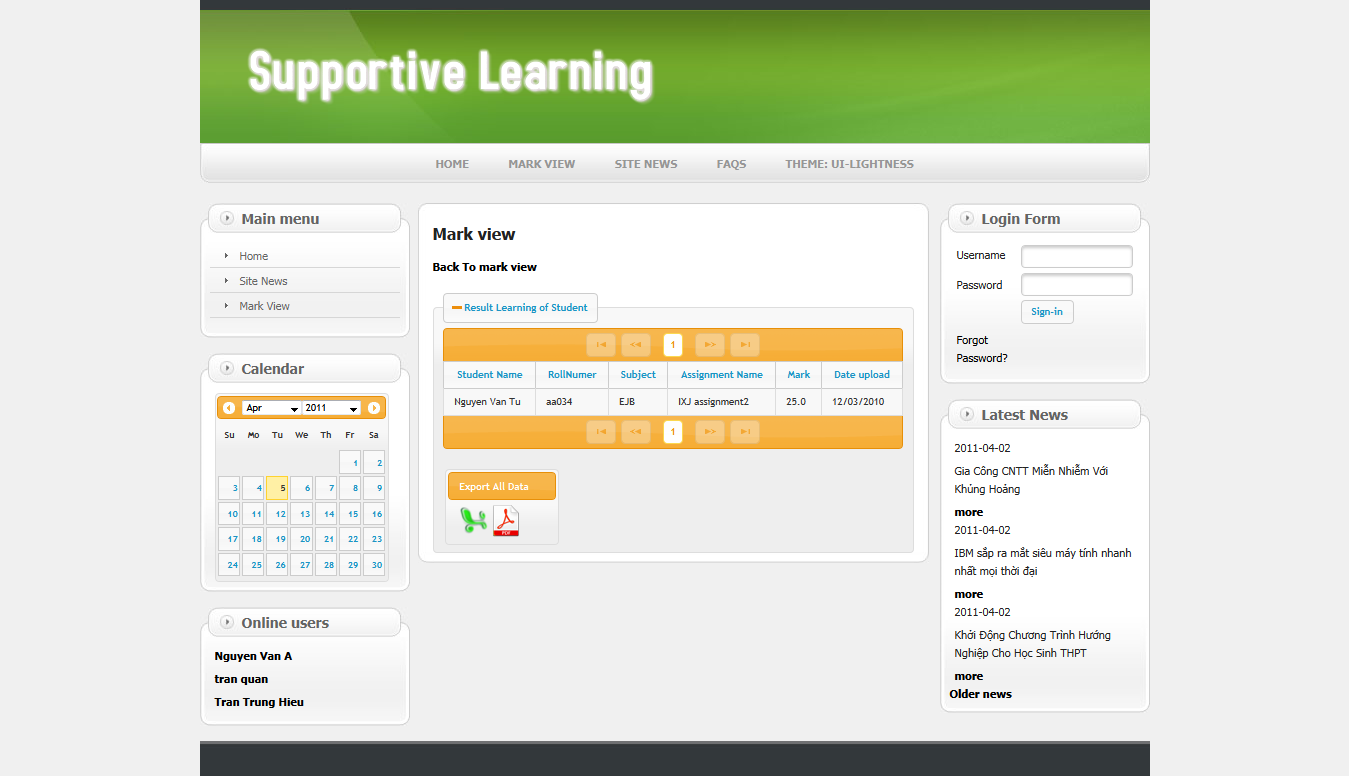 Supportive Learning
HOME MARK VIEW SITE NEWS FAQS THEME: UI-LIGHTNESS
Main menu
Home
Site News
Mark View
Calendar
Apr 2011
Su Mo Tu We Th Fr Sa
1 2
3 4 5 6 7 8 9
10 11 12 13 14 15 16
17 18 19 20 21 22 23
24 25 26 27 28 29 30
Online users
Nguyen Van A
tran quan
Tran Trung Hieu
Mark view
Back To mark view
Result Learning of Student
1
Student Name RollNumer Subject Assignment Name Mark Date upload
Nguyen Van Tu aa034 EJB IXJ assignment2 25.0 12/03/2010
1
Export All Data
PDF
Login Form
Username
Password
Sign-in
Forgot
Password?
Latest News
2011-04-02
Gia Công CNTT Miễn Nhiễm Với
Khủng Hoảng
more
2011-04-02
IBM sắp ra mắt siêu máy tính nhanh
nhất mọi thời đại
more
2011-04-02
Khởi Động Chương Trình Hướng
Nghiệp Cho Học Sinh THPT
more
Older news